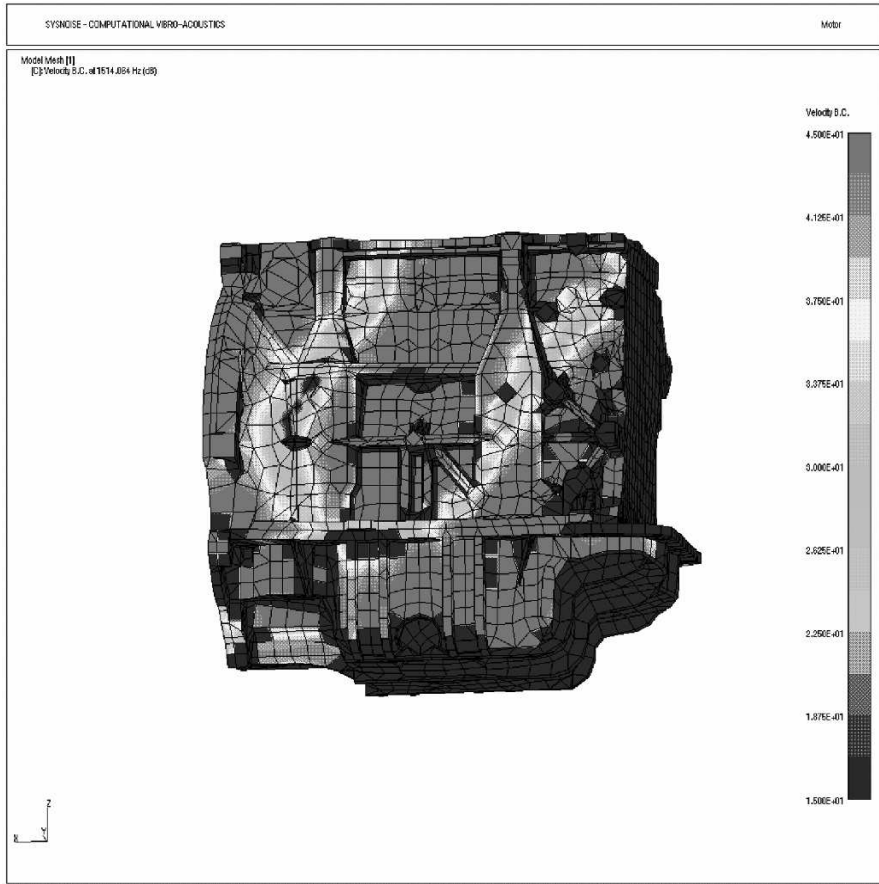 SYSNOISE - COMPUTATIONAL VIBRO-ACOUSTICS
Motor
Model Mesh [1]
[C]: Velocity B.C. at 1514.084 Hz (dB)
Velocity B.C.
4.500E+01
4.125E+01
3.750E+01
3.375E+01
3.000E+01
2.625E+01
2.250E+01
1.875E+01
1.500E+01
Z
Y
X